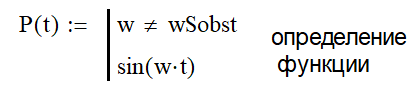 P(t) := | w ≠ wSobst
| sin(w·t)
определение
функции